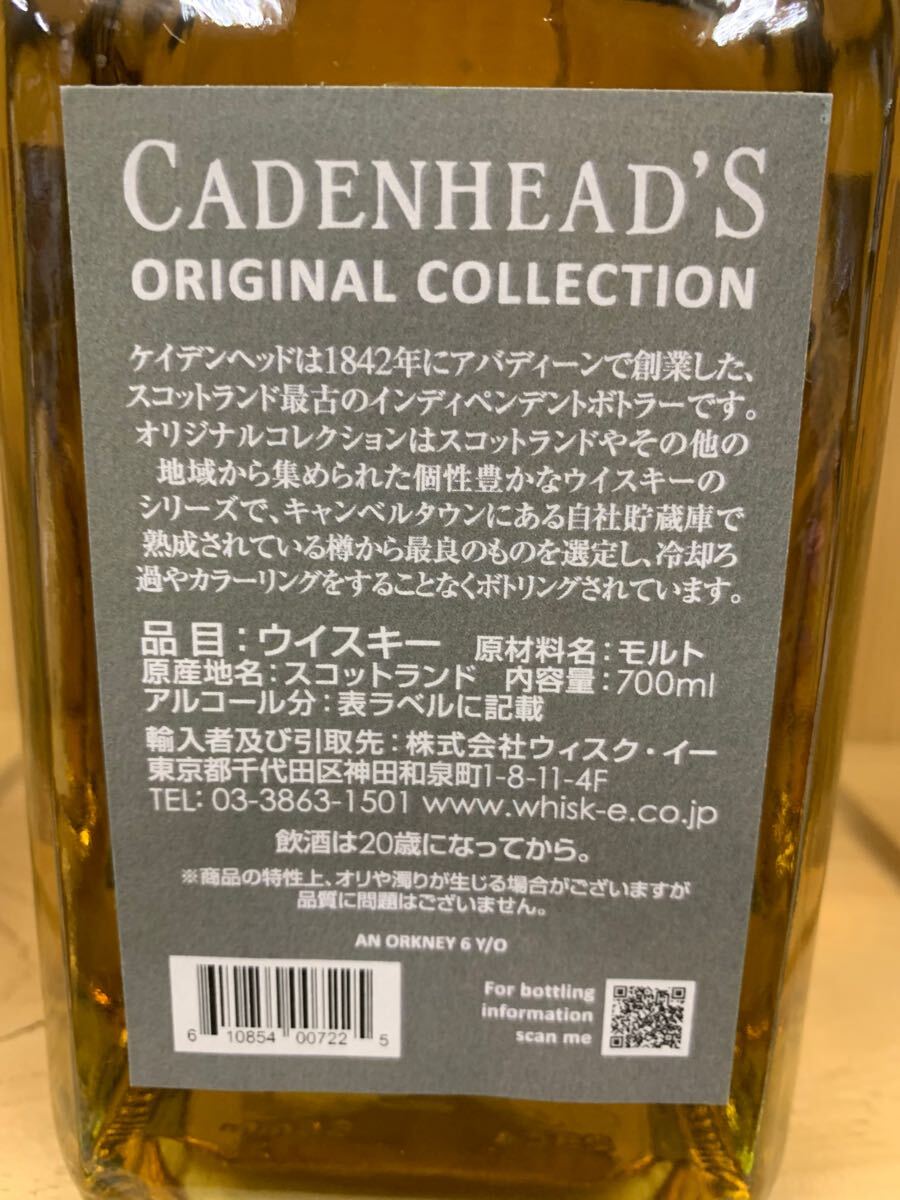 CADENHEAD'S
ORIGINAL COLLECTION
ケイデンヘッドは1842年にアバディーンで創業した、
スコットランド最古のインディペンデントボトラーです。
オリジナルコレクションはスコットランドやその他の
地域から集められた個性豊かなウイスキーの
シリーズで、キャンベルタウンにある自社貯蔵庫で
熟成されている樽から最良のものを選定し、冷却ろ
過やカラーリングをすることなくボトリングされています。
品目：ウイスキー 原材料名：モルト
原産地名：スコットランド 内容量：700ml
アルコール分：表ラベルに記載
輸入者及び引取先：株式会社ウィスク・イー
東京都千代田区神田和泉町1-8-11-4F
TEL: 03-3863-1501 www.whisk-e.co.jp
飲酒は20歳になってから。
※商品の特性上、オリや濁りが生じる場合がございますが
品質に問題はございません。
AN ORKNEY 6 Y/O
6 10854 00722 5
For bottling
information
scan me